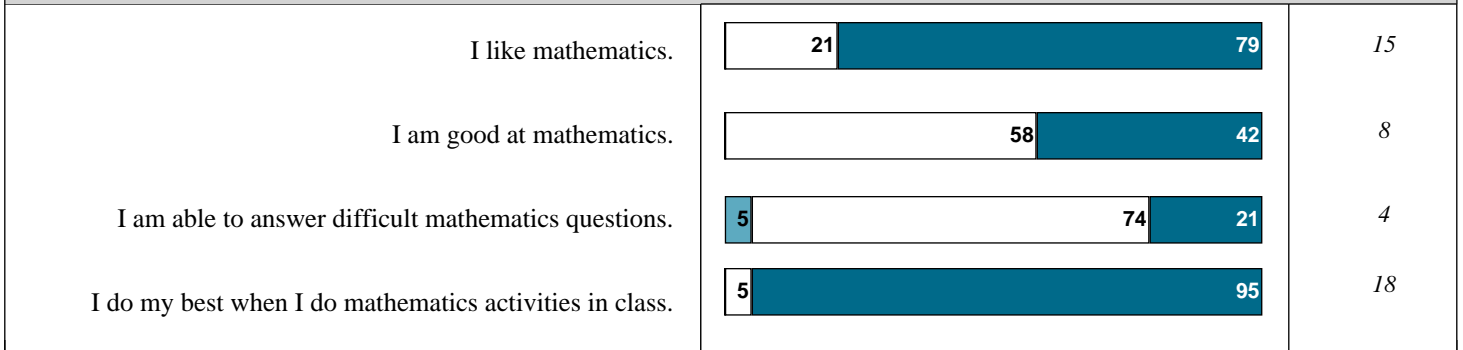 I like mathematics. 21 79 15
I am good at mathematics. 58 42 8
I am able to answer difficult mathematics questions. 5 74 21 4
I do my best when I do mathematics activities in class. 5 95 18